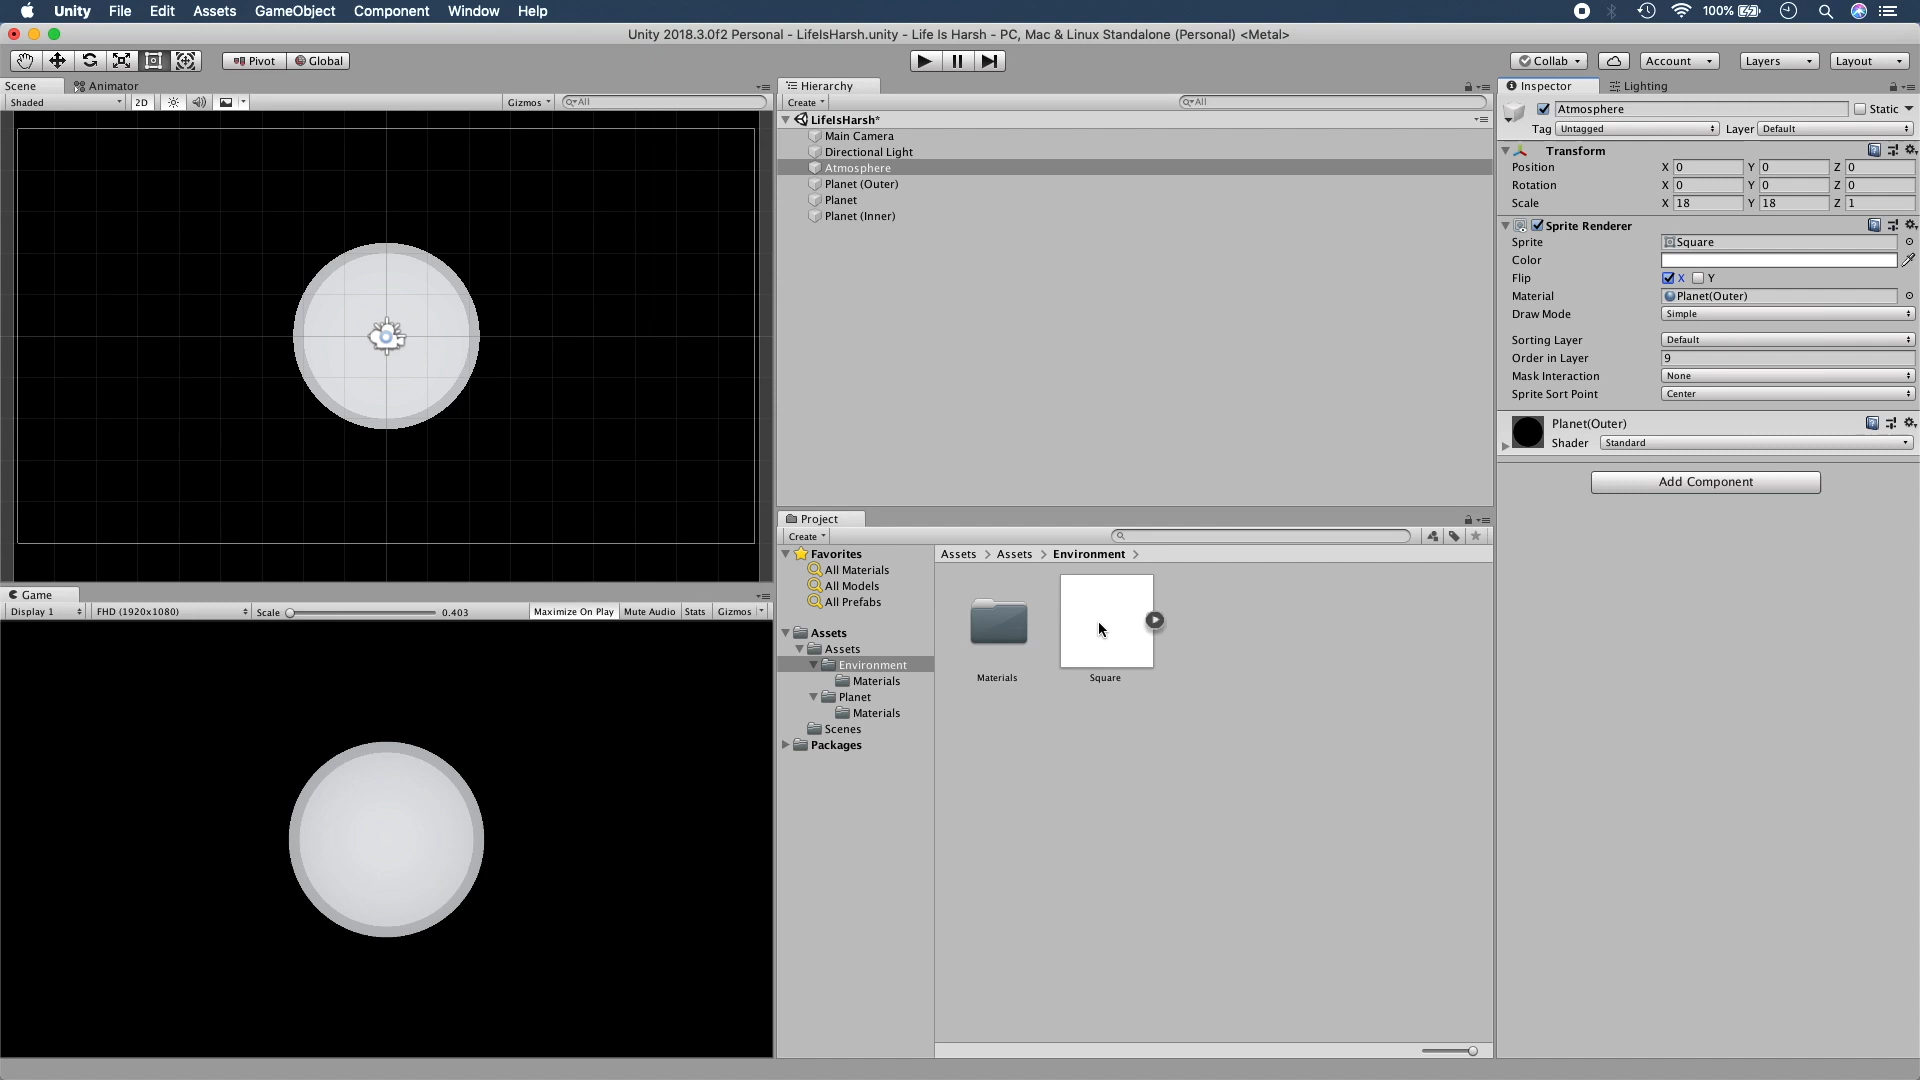 Unity File Edit Assets GameObject Component Window Help 100%
Unity 2018.3.0f2 Personal - LifeIsHarsh.unity - Life Is Harsh - PC, Mac & Linux Standalone (Personal) <Metal>
Pivot Global Collab Account Layers Layout
Scene Animator
Shaded 2D Gizmos All
Hierarchy
Create All
LifeIsHarsh*
Main Camera
Directional Light
Atmosphere
Planet (Outer)
Planet
Planet (Inner)
Inspector Lighting
Atmosphere Static
Tag Untagged Layer Default
Transform
Position X 0 Y 0 Z 0
Rotation X 0 Y 0 Z 0
Scale X 18 Y 18 Z 1
Sprite Renderer
Sprite Square
Color
Flip X Y
Material Planet(Outer)
Draw Mode Simple
Sorting Layer Default
Order in Layer 9
Mask Interaction None
Sprite Sort Point Center
Planet(Outer)
Shader Standard
Add Component
Project
Create
Favorites
All Materials
All Models
All Prefabs
Assets
Assets
Environment
Materials
Planet
Materials
Scenes
Packages
Assets > Assets > Environment >
Materials Square
Game
Display 1 FHD (1920x1080) Scale 0.403 Maximize On Play Mute Audio Stats Gizmos